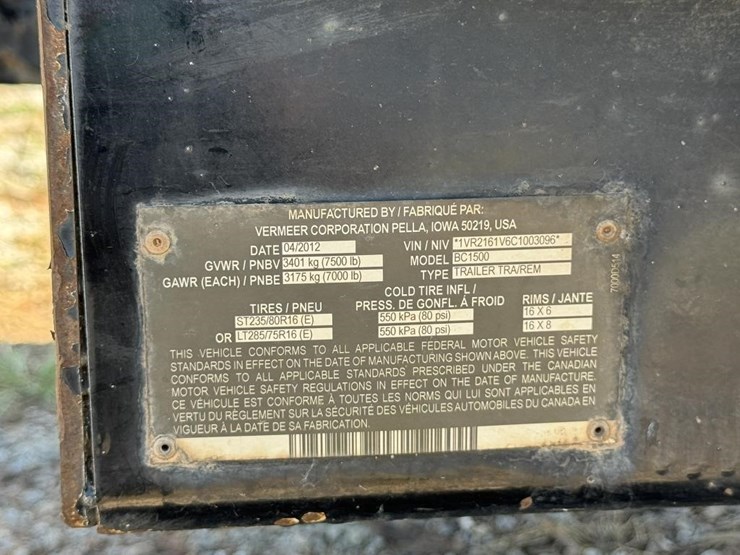 MANUFACTURED BY / FABRIQUÉ PAR:
VERMEER CORPORATION PELLA, IOWA 50219, USA
DATE 04/2012 VIN / NIV *1VR2161V6C1003096*
GVWR / PNBV 3401 kg (7500 lb) MODEL BC1500
GAWR (EACH) / PNBE 3175 kg (7000 lb) TYPE TRAILER TRA/REM
COLD TIRE INFL /
TIRES / PNEU PRESS. DE GONFL. À FROID RIMS / JANTE
ST235/80R16 (E) 550 kPa (80 psi) 16 X 6
OR LT285/75R16 (E) 550 kPa (80 psi) 16 X 8
THIS VEHICLE CONFORMS TO ALL APPLICABLE FEDERAL MOTOR VEHICLE SAFETY
STANDARDS IN EFFECT ON THE DATE OF MANUFACTURING SHOWN ABOVE. THIS VEHICLE
CONFORMS TO ALL APPLICABLE STANDARDS PRESCRIBED UNDER THE CANADIAN
MOTOR VEHICLE SAFETY REGULATIONS IN EFFECT ON THE DATE OF MANUFACTURE
CE VÉHICULE EST CONFORME À TOUTES LES NORMS QUI LUI SONT APPLICABLES EN
VERTU DU RÈGLEMENT SUR LA SÉCURITÉ DES VÉHICULES AUTOMOBILES DU CANADA EN
VIGUEUR À LA DATE DE SA FABRICATION.